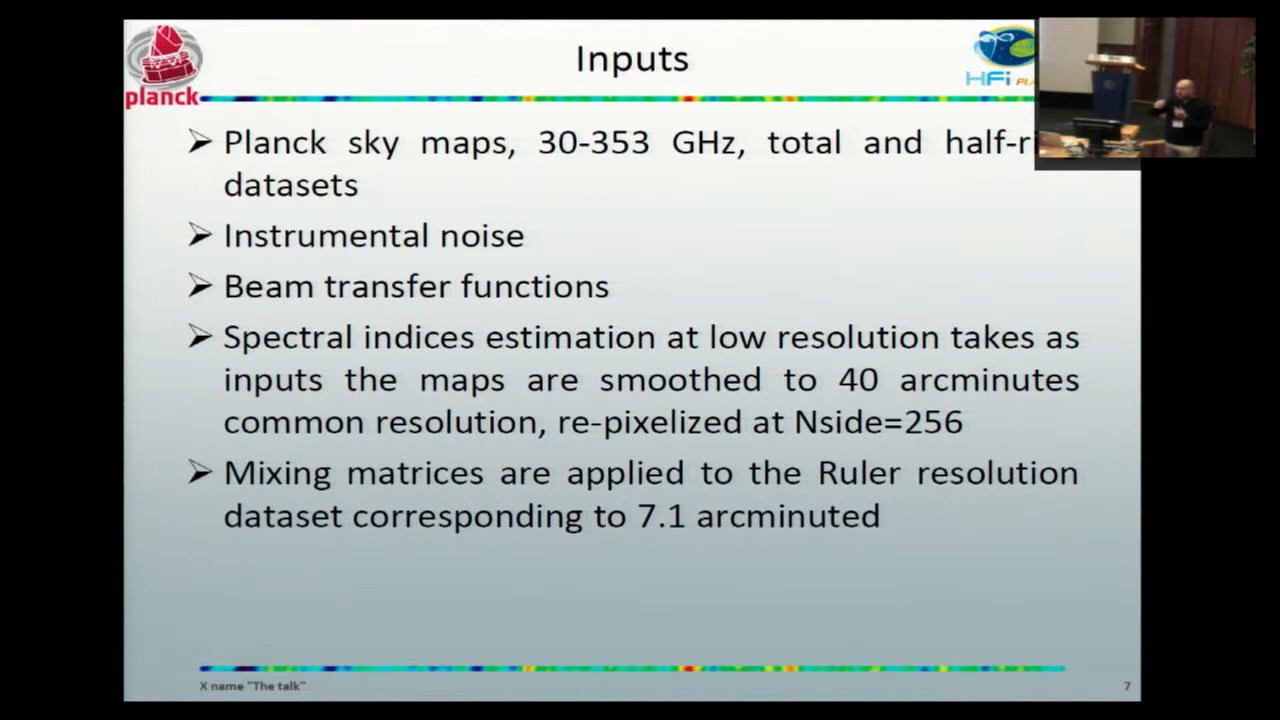 Inputs
planck
HFi PL
➢ Planck sky maps, 30-353 GHz, total and
datasets
➢ Instrumental noise
➢ Beam transfer functions
➢ Spectral indices estimation at low resolution takes as
inputs the maps are smoothed to 40 arcminutes
common resolution, re-pixelized at Nside=256
➢ Mixing matrices are applied to the Ruler resolution
dataset corresponding to 7.1 arcminuted
X name "The talk"
7